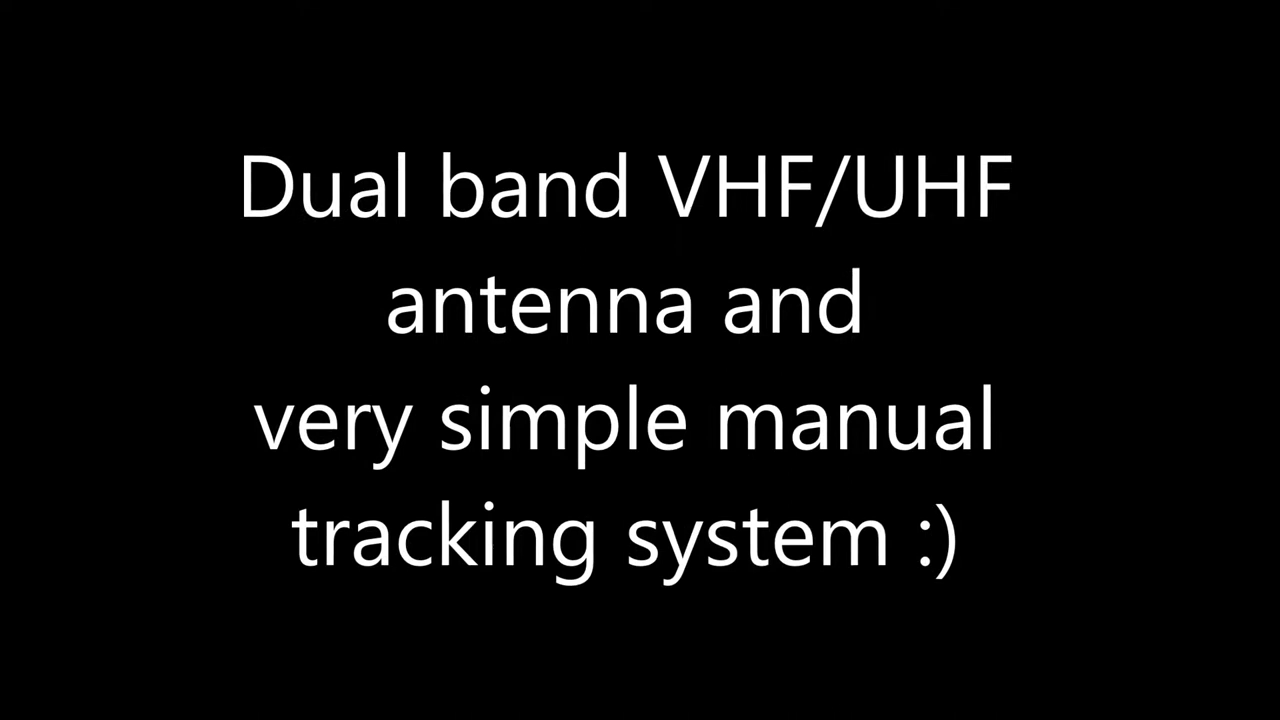 Dual band VHF/UHF
antenna and
very simple manual
tracking system :)